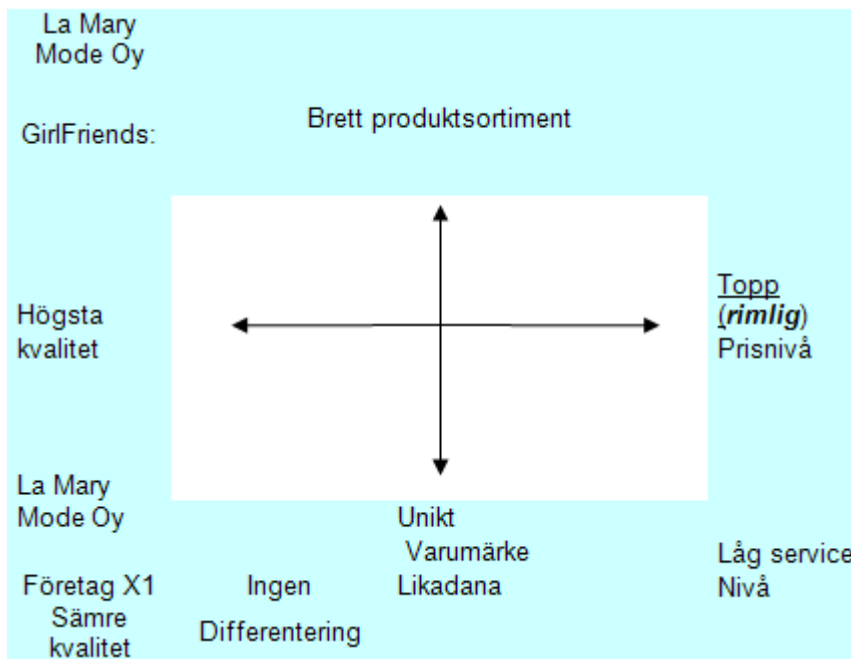 La Mary
Mode Oy
Brett produktsortiment
GirlFriends:
Högsta
kvalitet
Topp
(rimlig)
Prisnivå
La Mary
Mode Oy
Unikt
Varumärke
Låg service
Företag X1
Ingen
Likadana
Nivå
Sämre
kvalitet
Differentering